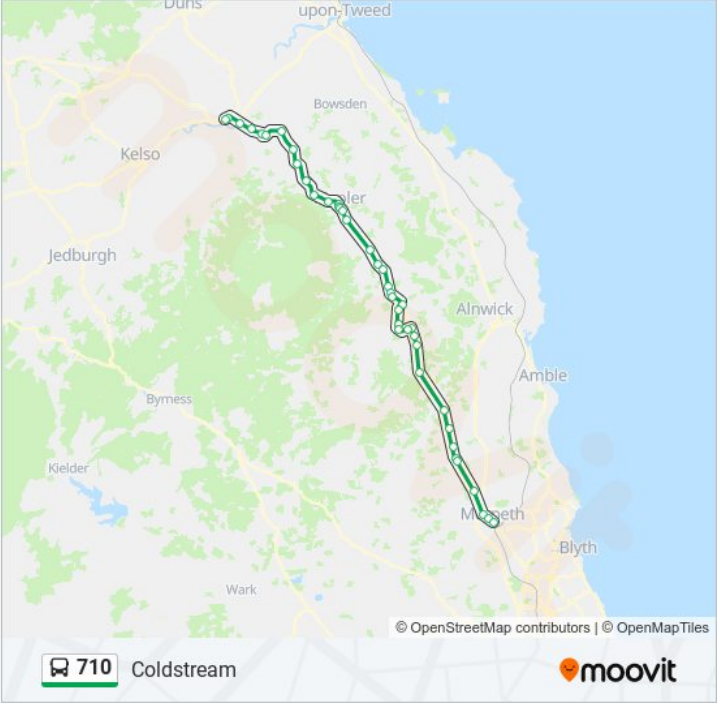 Duns
upon-Tweed
Bowsden
Kelso
Jedburgh
Alnwick
Amble
Byrness
Kielder
Blyth
Wark
© OpenStreetMap contributors | © OpenMapTiles
710 Coldstream
moovit